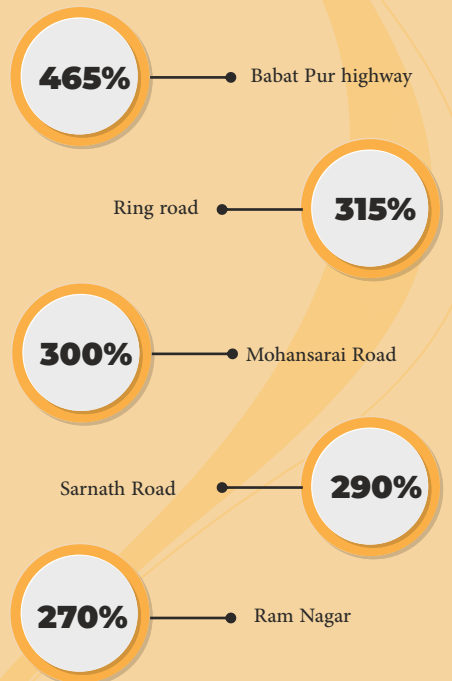 465%
Babat Pur highway
Ring road
315%
300%
Mohansarai Road
Sarnath Road
290%
270%
Ram Nagar